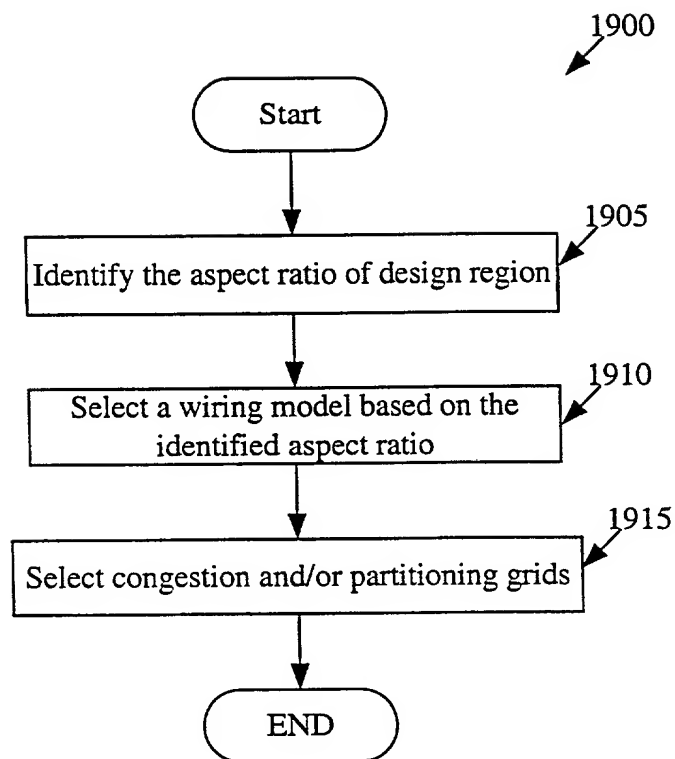 1900
Start
1905
Identify the aspect ratio of design region
1910
Select a wiring model based on the
identified aspect ratio
1915
Select congestion and/or partitioning grids
END